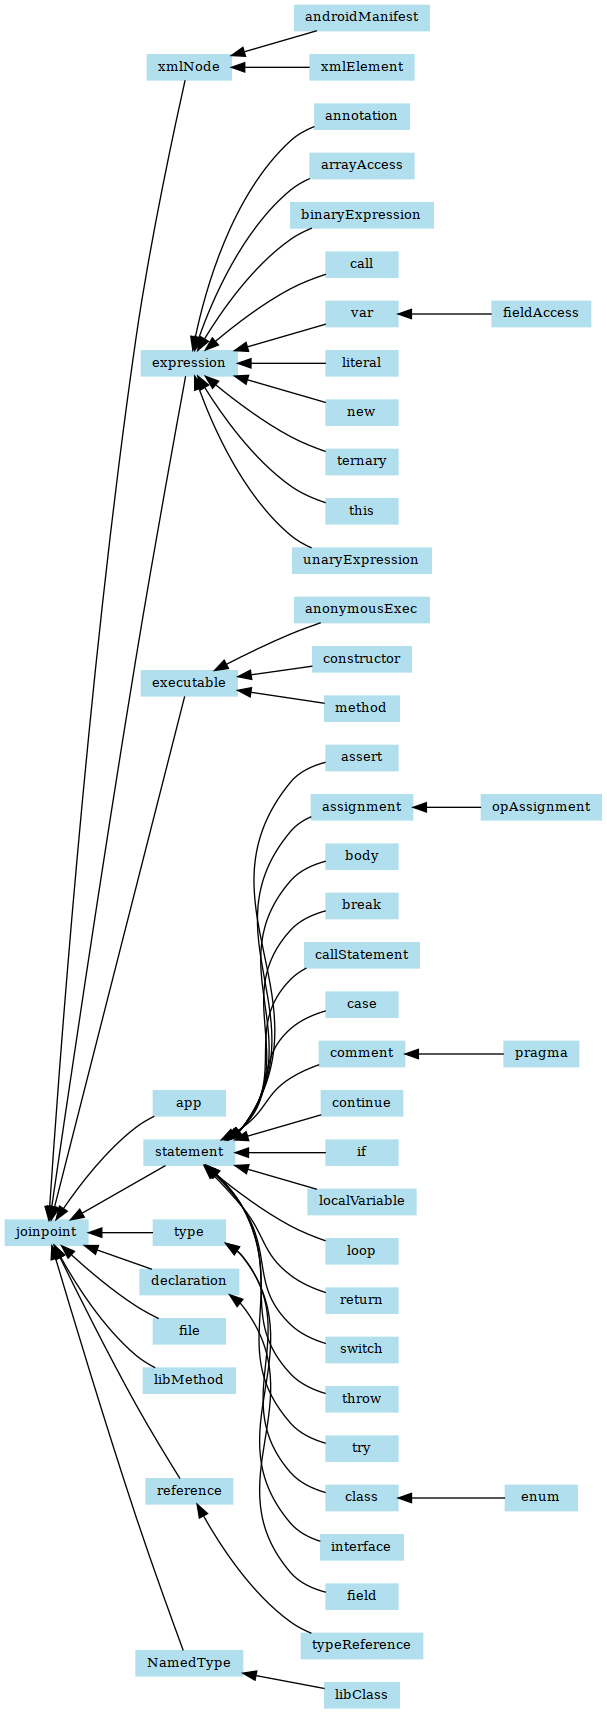 androidManifest
xmlNode
xmlElement
annotation
arrayAccess
binaryExpression
call
var
fieldAccess
expression
literal
new
ternary
this
unaryExpression
anonymousExec
constructor
executable
method
assert
assignment
opAssignment
body
break
callStatement
case
comment
pragma
app
continue
statement
if
localVariable
joinpoint
type
loop
declaration
return
file
switch
libMethod
throw
try
reference
class
enum
interface
field
typeReference
NamedType
libClass